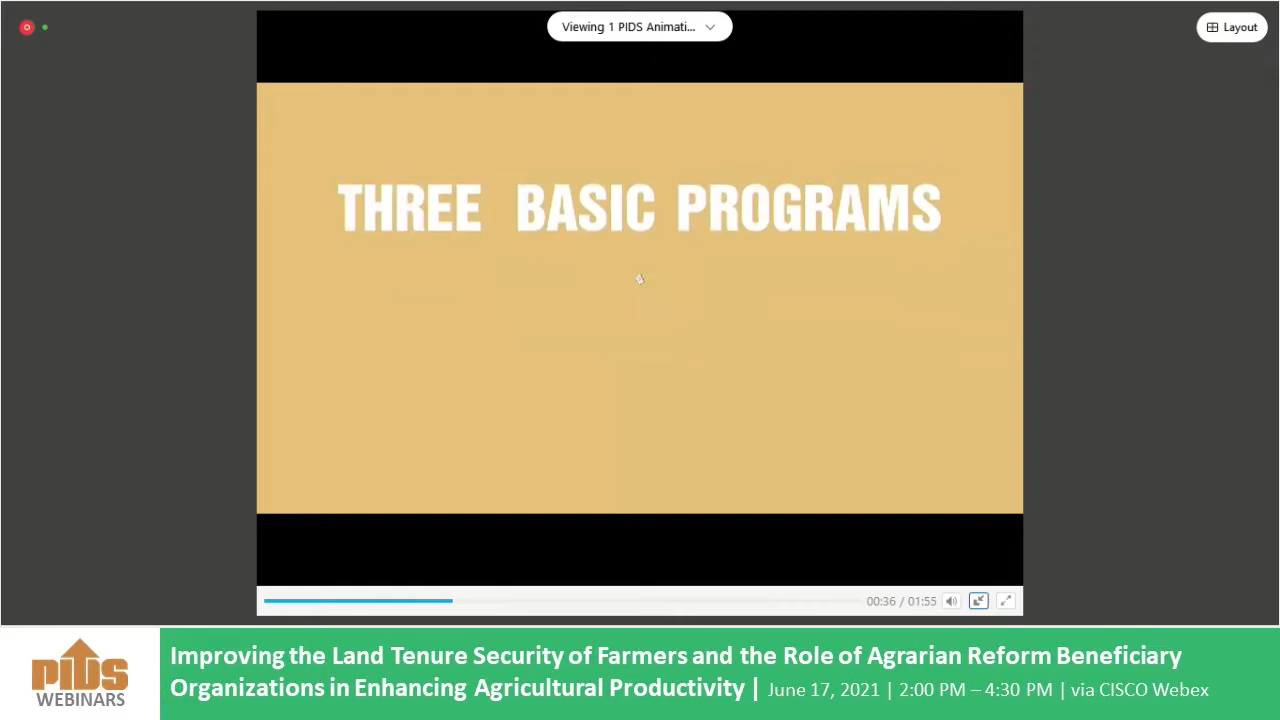 Viewing 1 PIDS Animati...
Layout
THREE BASIC PROGRAMS
00:36 / 01:55
PIDS
WEBINARS
Improving the Land Tenure Security of Farmers and the Role of Agrarian Reform Beneficiary
Organizations in Enhancing Agricultural Productivity | June 17, 2021 | 2:00 PM – 4:30 PM | via CISCO Webex